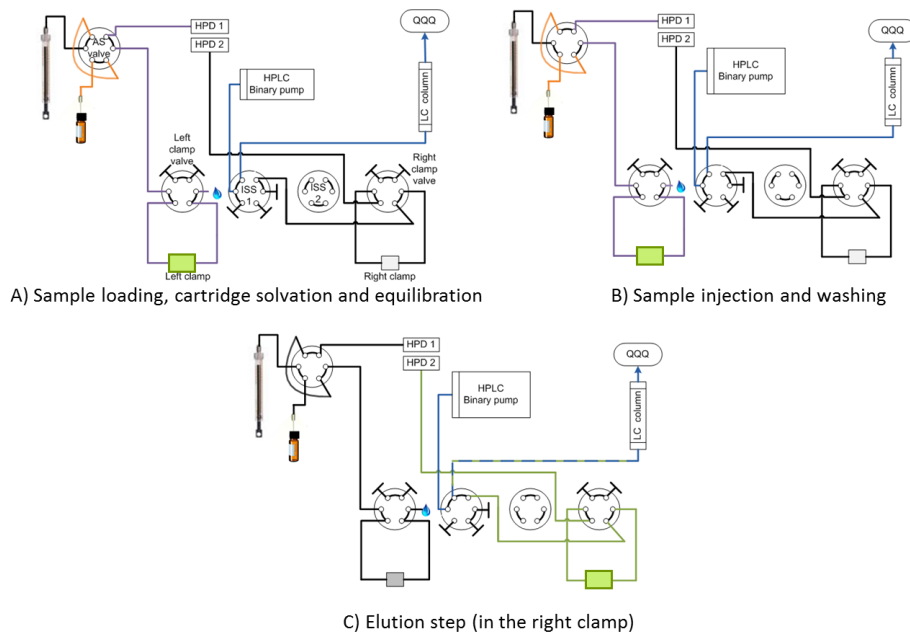 QQQ
HPD 1
HPD 2
AS
valve
HPLC
Binary pump
LC column
Left
clamp
valve
Right
clamp
valve
ISS
1
ISS
2
Left clamp
Right clamp
A) Sample loading, cartridge solvation and equilibration
QQQ
HPD 1
HPD 2
HPLC
Binary pump
LC column
B) Sample injection and washing
HPD 1
HPD 2
QQQ
HPLC
Binary pump
LC column
C) Elution step (in the right clamp)